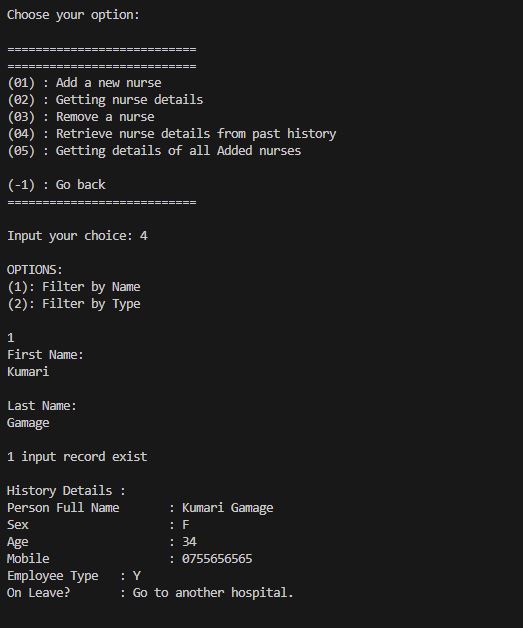 Choose your option:
===========================
===========================
(01) : Add a new nurse
(02) : Getting nurse details
(03) : Remove a nurse
(04) : Retrieve nurse details from past history
(05) : Getting details of all Added nurses
(-1) : Go back
===========================
Input your choice: 4
OPTIONS:
(1): Filter by Name
(2): Filter by Type
1
First Name:
Kumari
Last Name:
Gamage
1 input record exist
History Details :
Person Full Name : Kumari Gamage
Sex : F
Age : 34
Mobile : 0755656565
Employee Type : Y
On Leave? : Go to another hospital.